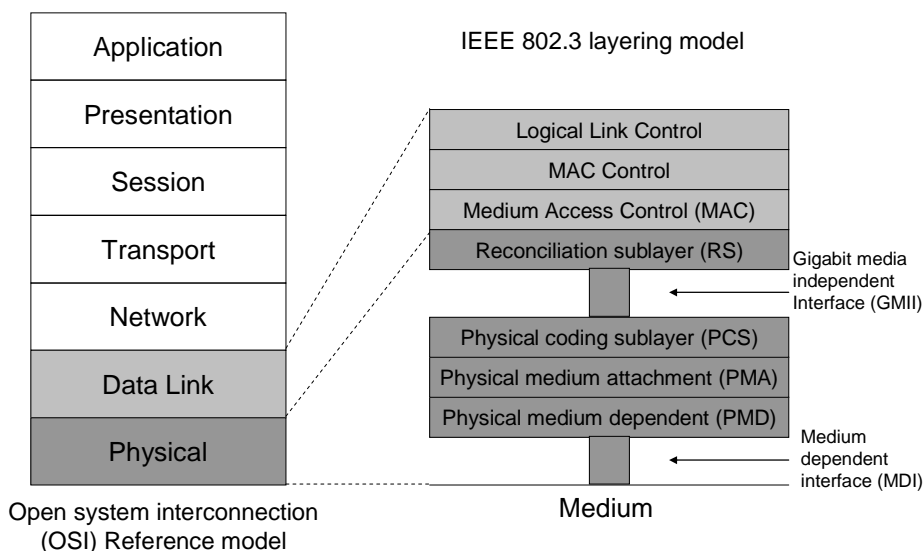 Application
Presentation
Session
Transport
Network
Data Link
Physical
Open system interconnection
(OSI) Reference model
IEEE 802.3 layering model
Logical Link Control
MAC Control
Medium Access Control (MAC)
Reconciliation sublayer (RS)
Gigabit media
independent
Interface (GMII)
Physical coding sublayer (PCS)
Physical medium attachment (PMA)
Physical medium dependent (PMD)
Medium
dependent
interface (MDI)
Medium